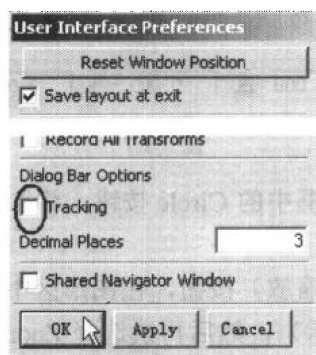 User Interface Preferences
Reset Window Position
Save layout at exit
Record All Transforms
Dialog Bar Options
Tracking
Decimal Places
3
Shared Navigator Window
OK
Apply
Cancel